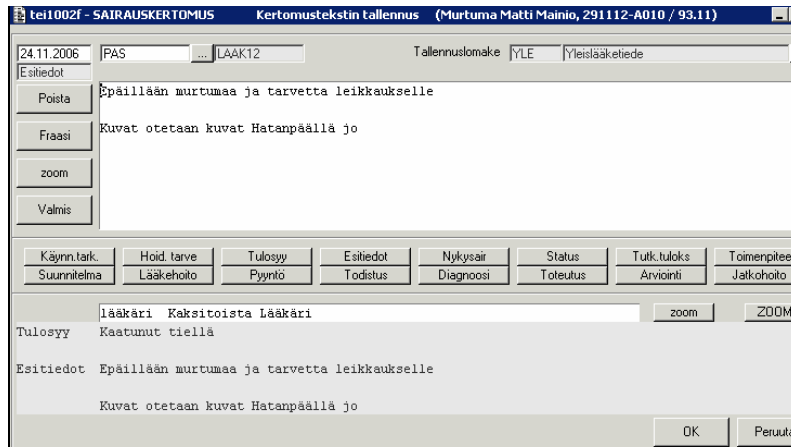 tei1002f - SAIRAUSKERTOMUS Kertomustekstin tallennus (Murtuma Matti Mainio, 291112-A010 / 93.11)
24.11.2006 PAS ... LAAK12 Tallennuslomake YLE Yleislääketiede
Esitiedot
Poista
Epäillään murtumaa ja tarvetta leikkaukselle
Fraasi
Kuvat otetaan kuvat Hatanpäällä jo
zoom
Valmis
Käynn.tark. Hoid. tarve Tulosyy Esitiedot Nykysair Status Tutk.tuloks Toimenpitee
Suunnitelma Lääkehoito Pyyntö Todistus Diagnoosi Toteutus Arviointi Jatkohoito
lääkäri Kaksitoista Lääkäri zoom ZOOM
Tulosyy Kaatunut tiellä
Esitiedot Epäillään murtumaa ja tarvetta leikkaukselle
Kuvat otetaan kuvat Hatanpäällä jo
OK Peruuta